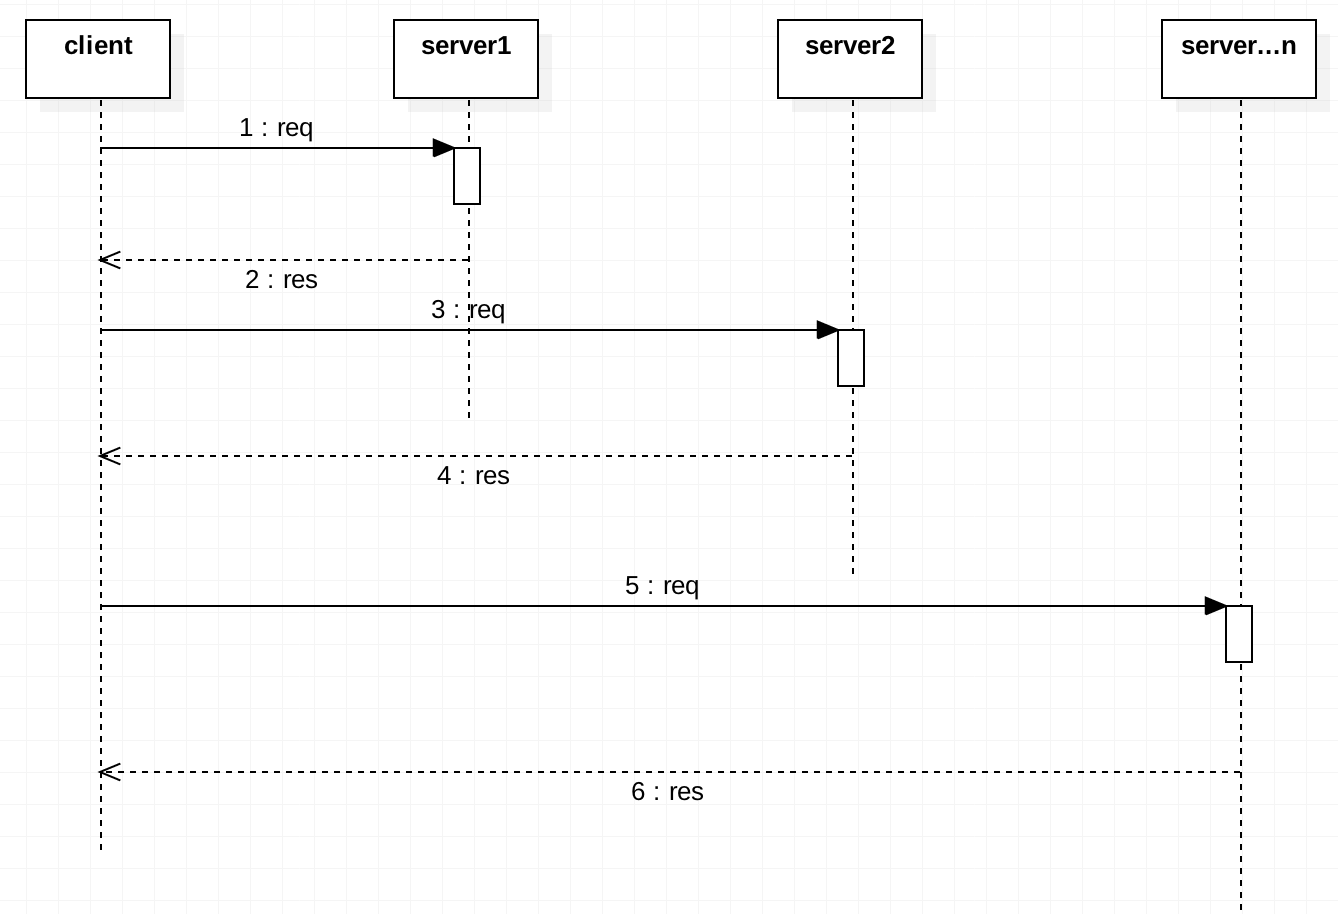 client
server1
server2
server...n
1 : req
2 : res
3 : req
4 : res
5 : req
6 : res